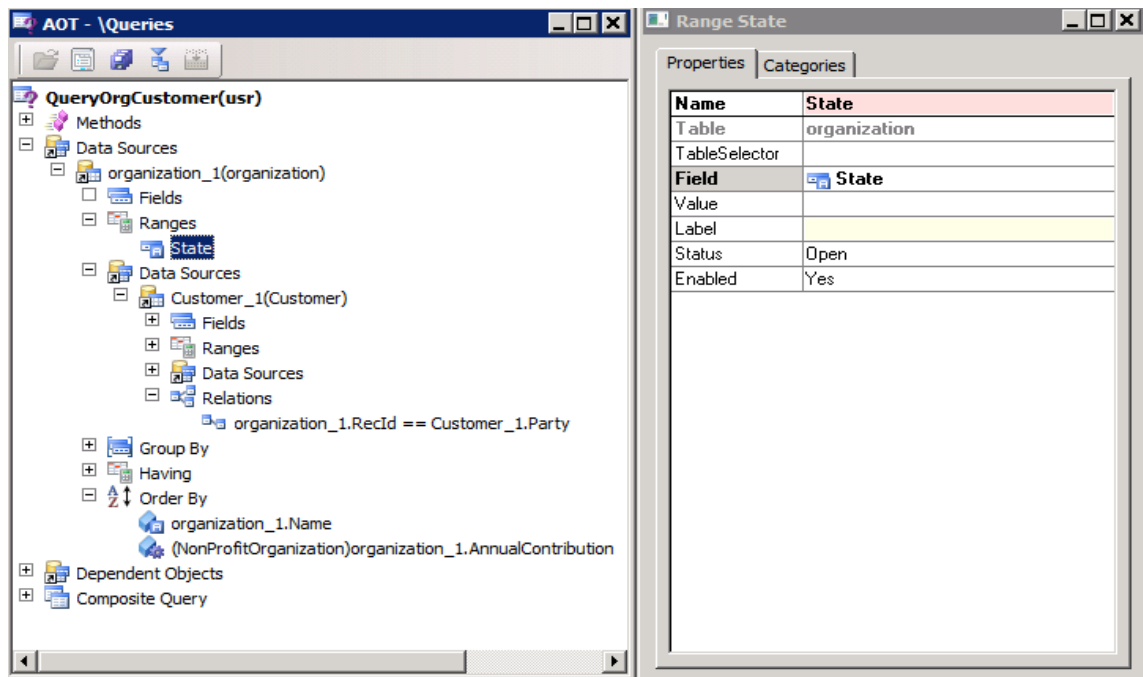 AOT - \Queries
QueryOrgCustomer(usr)
Methods
Data Sources
organization_1(organization)
Fields
Ranges
State
Data Sources
Customer_1(Customer)
Fields
Ranges
Data Sources
Relations
organization_1.RecId == Customer_1.Party
Group By
Having
Order By
organization_1.Name
(NonProfitOrganization)organization_1.AnnualContribution
Dependent Objects
Composite Query
Range State
Properties Categories
Name State
Table organization
TableSelector
Field State
Value
Label
Status Open
Enabled Yes